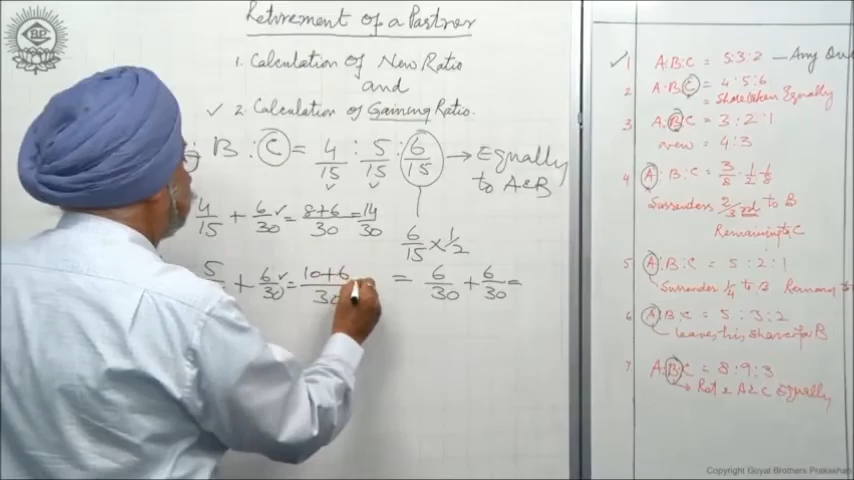 Retirement of a Partner
1. Calculation of New Ratio
and
✓ 2. Calculation of Gaining Ratio.
B : C = 4/15 : 5/15 : 6/15 → Equally to A&B
4/15 + 6/30 = 8+6/30 = 14/30
6/15 × 1/2
5 + 6/30 = 10+6/30
= 6/30 + 6/30 =
GBP
✓ 1 A:B:C = 5:3:2 — Any
2 A:B:C = 4:5:6
= Share taken Equally
3 A:B:C = 3:2:1
new = 4:3
4 A:B:C = 3/8 : 1/2 : 1/8
Surrenders 2/3rd to B
Remaining to C
5 A:B:C = 5:2:1
Surrender 1/4 to B
6 A:B:C = 5:3:2
leaves his share for B
7 A:B:C = 8:9:3
A & C Equally
Copyright Goyal Brothers Prakashan